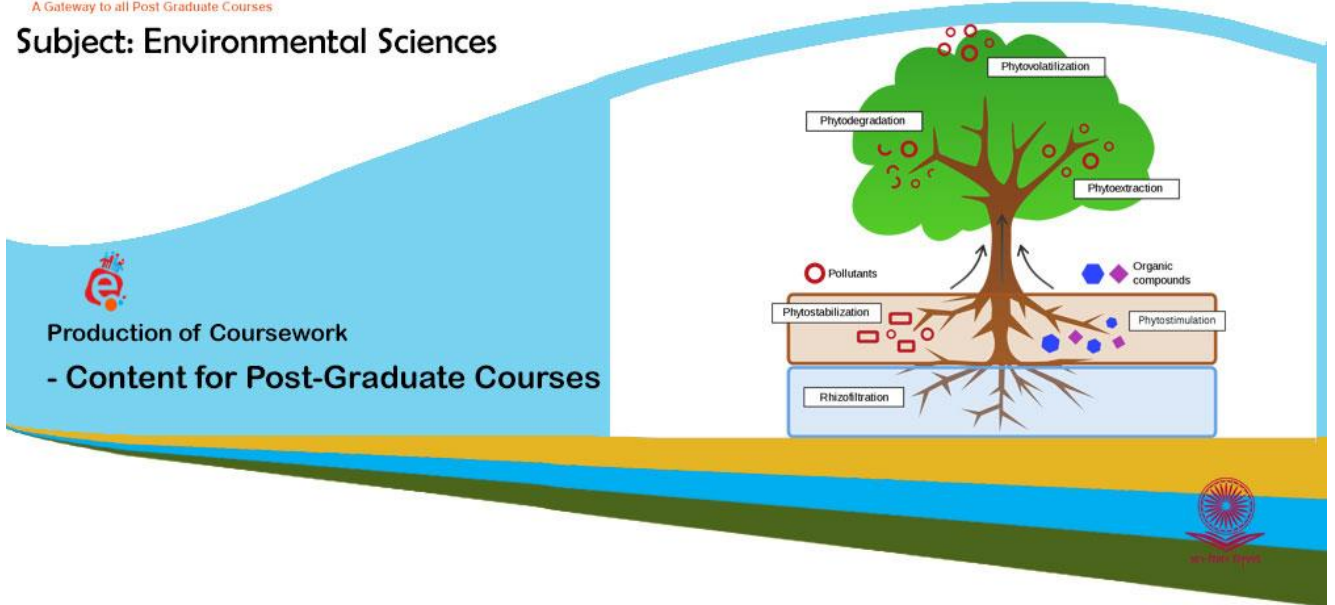 A Gateway to all Post Graduate Courses
Subject: Environmental Sciences
Production of Coursework
- Content for Post-Graduate Courses
Phytovolatilization
Phytodegradation
Phytoextraction
Pollutants
Organic
compounds
Phytostabilization
Phytostimulation
Rhizofiltration